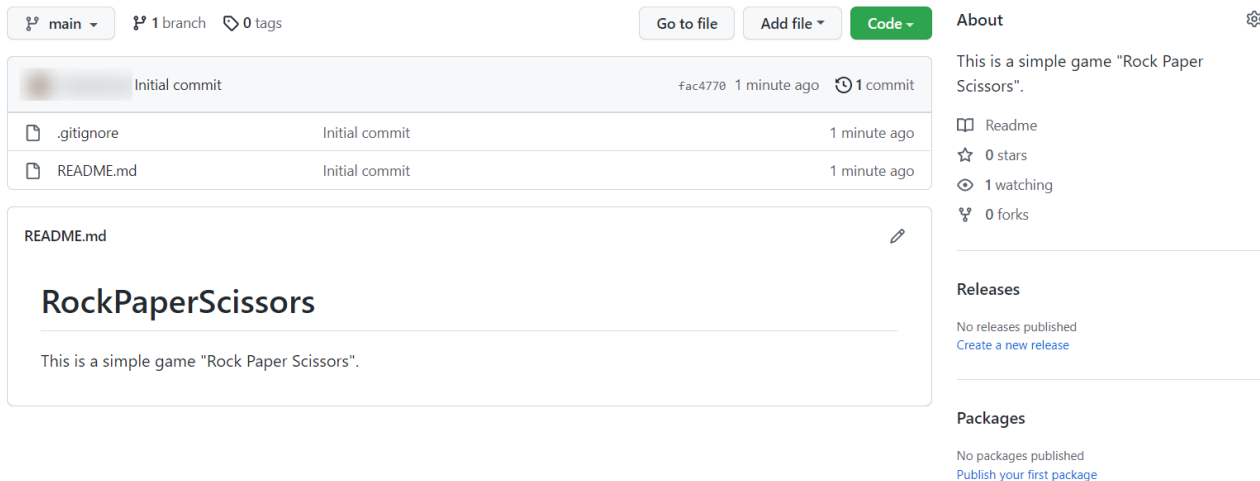 main
1 branch
0 tags
Go to file
Add file
Code
Initial commit
fac4770 1 minute ago
1 commit
.gitignore Initial commit 1 minute ago
README.md Initial commit 1 minute ago
README.md
RockPaperScissors
This is a simple game "Rock Paper Scissors".
About
This is a simple game "Rock Paper
Scissors".
Readme
0 stars
1 watching
0 forks
Releases
No releases published
Create a new release
Packages
No packages published
Publish your first package